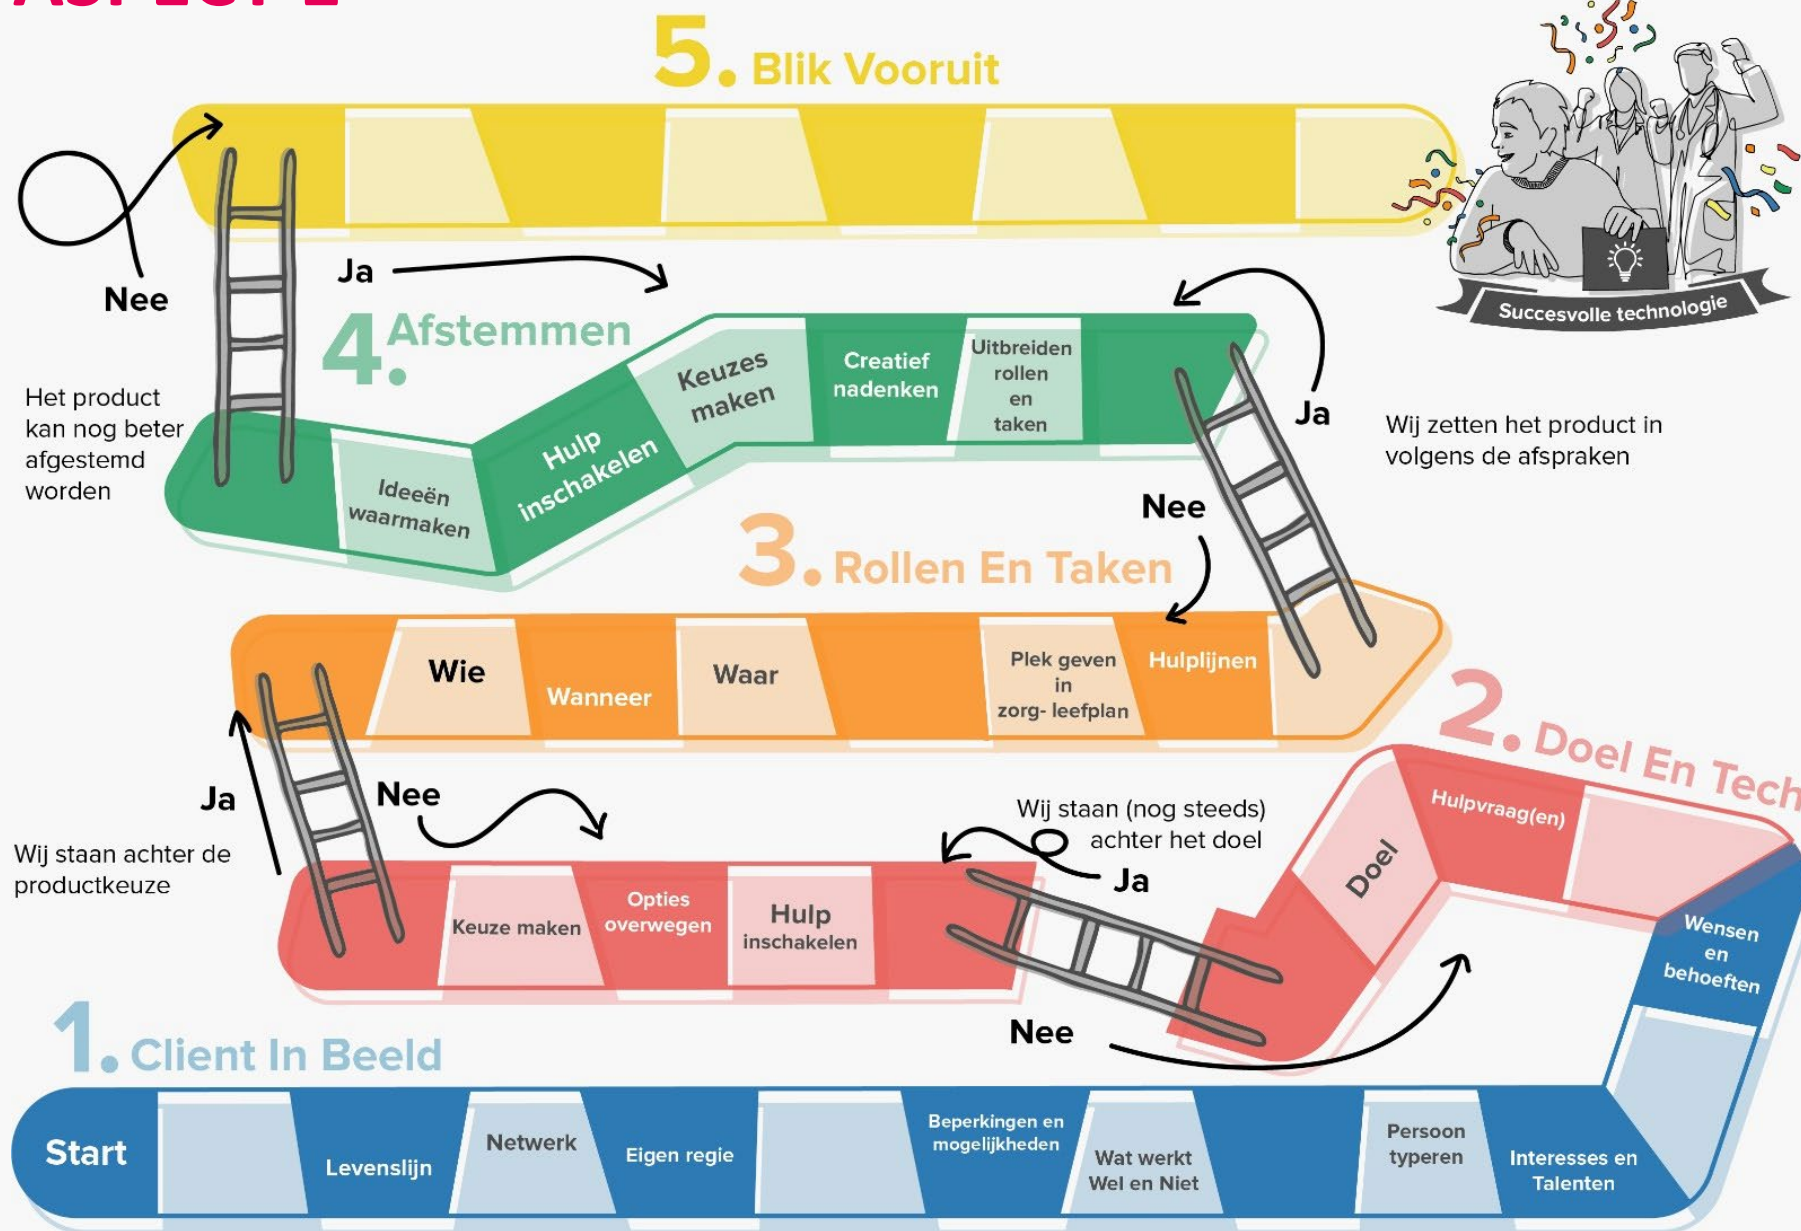 5. Blik Vooruit
Nee
Ja
4. Afstemmen
Het product
kan nog beter
afgestemd
worden
Ideeën
waarmaken
Hulp
inschakelen
Keuzes
maken
Creatief
nadenken
Uitbreiden
rollen
en
taken
Succesvolle technologie
Ja
Wij zetten het product in
volgens de afspraken
Nee
3. Rollen En Taken
Wie
Wanneer
Waar
Plek geven
in
zorg- leefplan
Hulplijnen
2. Doel En Tech
Ja
Nee
Wij staan achter de
productkeuze
Wij staan (nog steeds)
achter het doel
Ja
Keuze maken
Opties
overwegen
Hulp
inschakelen
Doel
Hulpvraag(en)
Nee
Wensen
en
behoeften
1. Client In Beeld
Start
Levenslijn
Netwerk
Eigen regie
Beperkingen en
mogelijkheden
Wat werkt
Wel en Niet
Persoon
typeren
Interesses en
Talenten